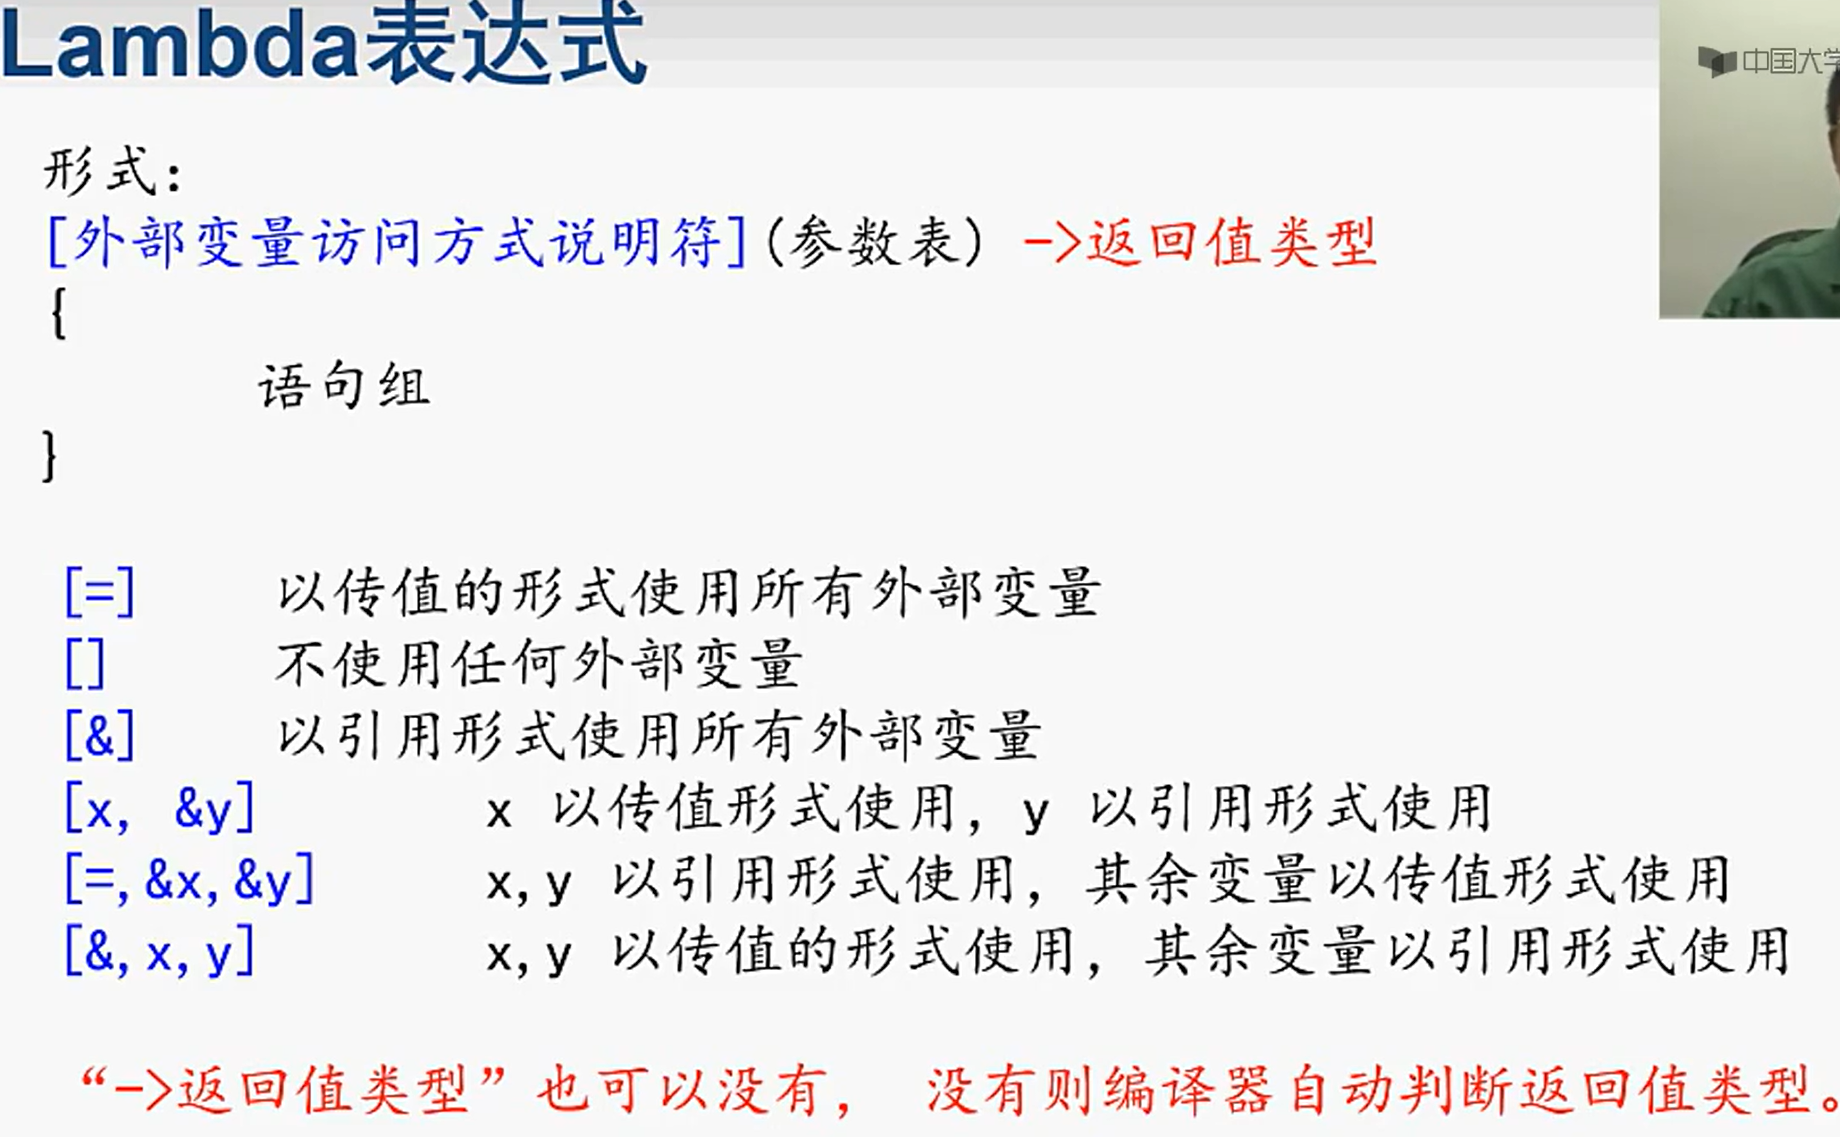 Lambda表达式
中国大学
形式:
[外部变量访问方式说明符](参数表) ->返回值类型
{
语句组
}
[=] 以传值的形式使用所有外部变量
[] 不使用任何外部变量
[&] 以引用形式使用所有外部变量
[x, &y] x 以传值形式使用, y 以引用形式使用
[=,&x,&y] x,y 以引用形式使用, 其余变量以传值形式使用
[&,x,y] x,y 以传值的形式使用, 其余变量以引用形式使用
“->返回值类型”也可以没有, 没有则编译器自动判断返回值类型。